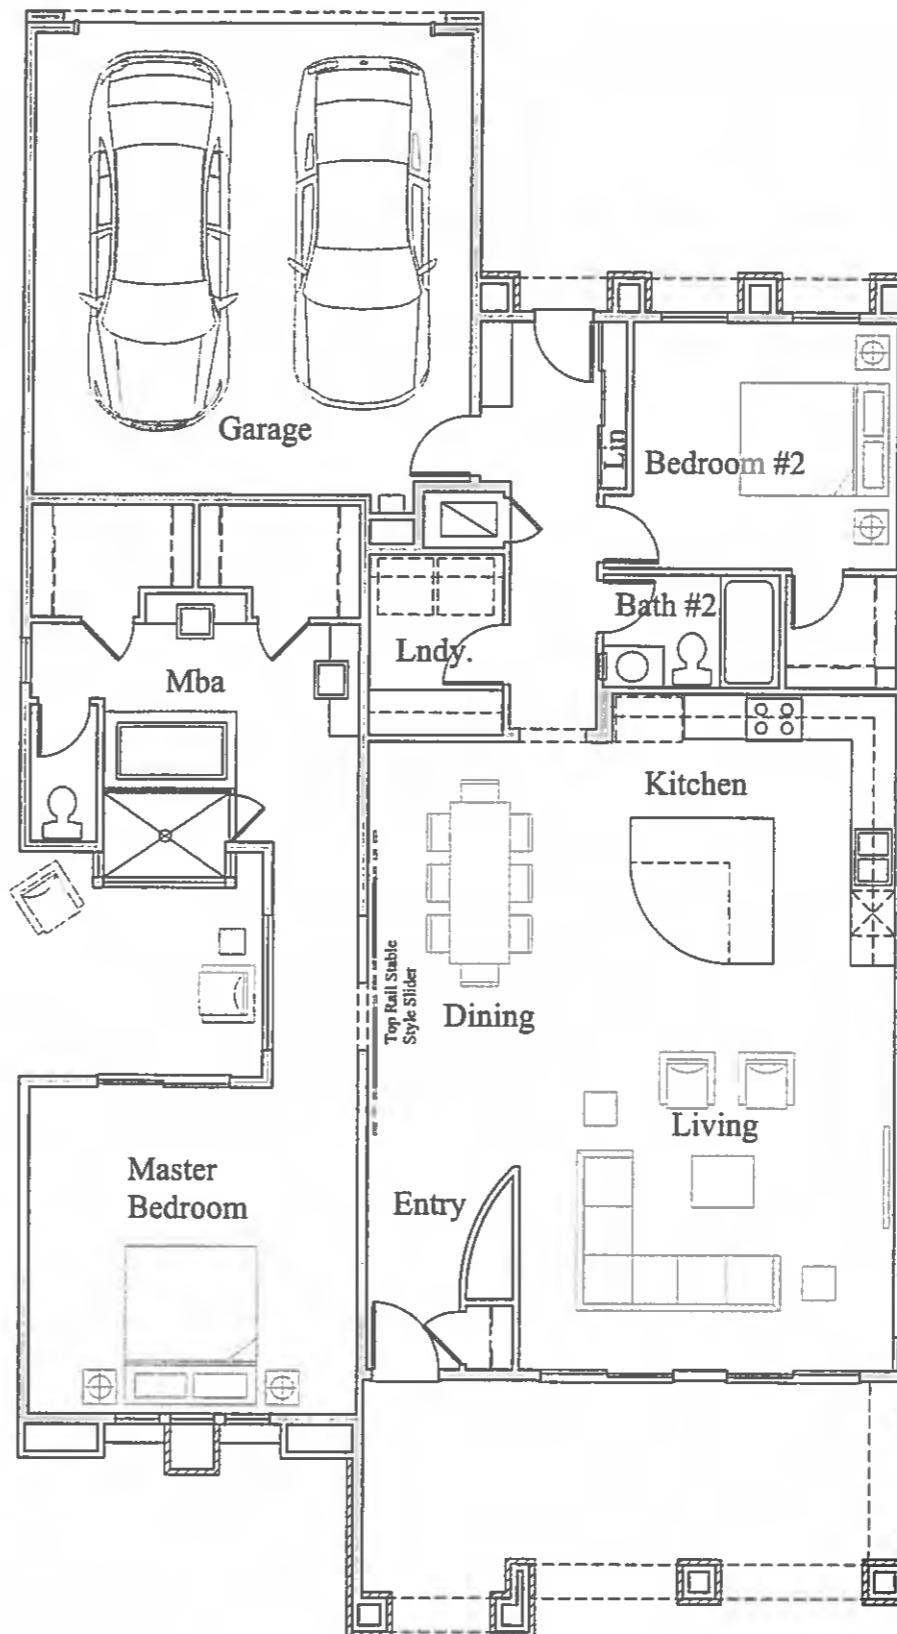 Garage
Lin
Bedroom #2
Bath #2
Lndy.
Mba
Kitchen
Top Rail Stable
Style Slider
Dining
Living
Master
Bedroom
Entry